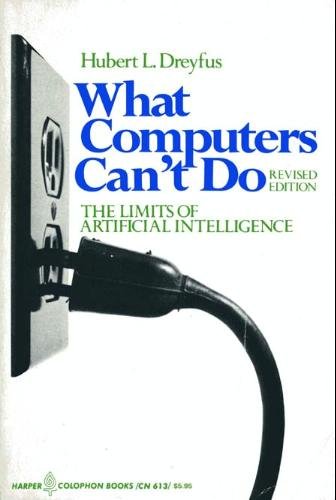 Hubert L. Dreyfus
What
Computers
Can't Do
REVISED
EDITION
THE LIMITS OF
ARTIFICIAL INTELLIGENCE
HARPER COLOPHON BOOKS /CN 613/ $5.95